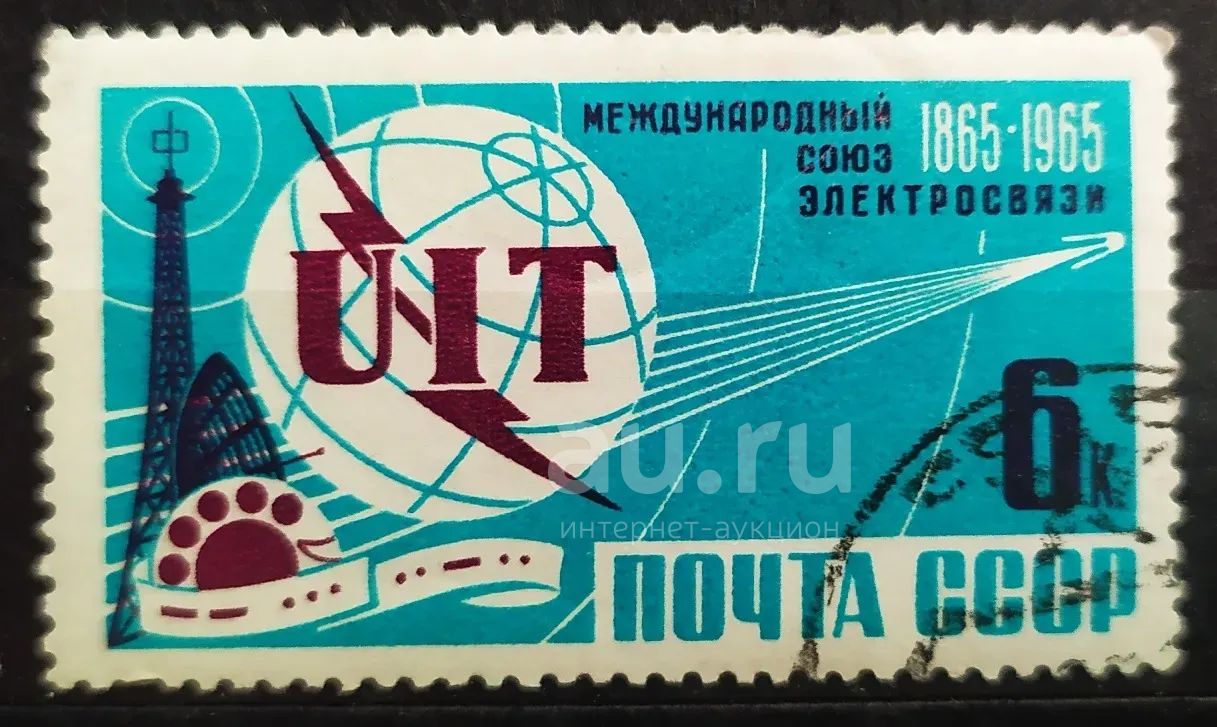 МЕЖДУНАРОДНЫЙ
СОЮЗ
ЭЛЕКТРОСВЯЗИ
1865·1965
UIT
6к
ПОЧТА СССР
au.ru
интернет-аукцион